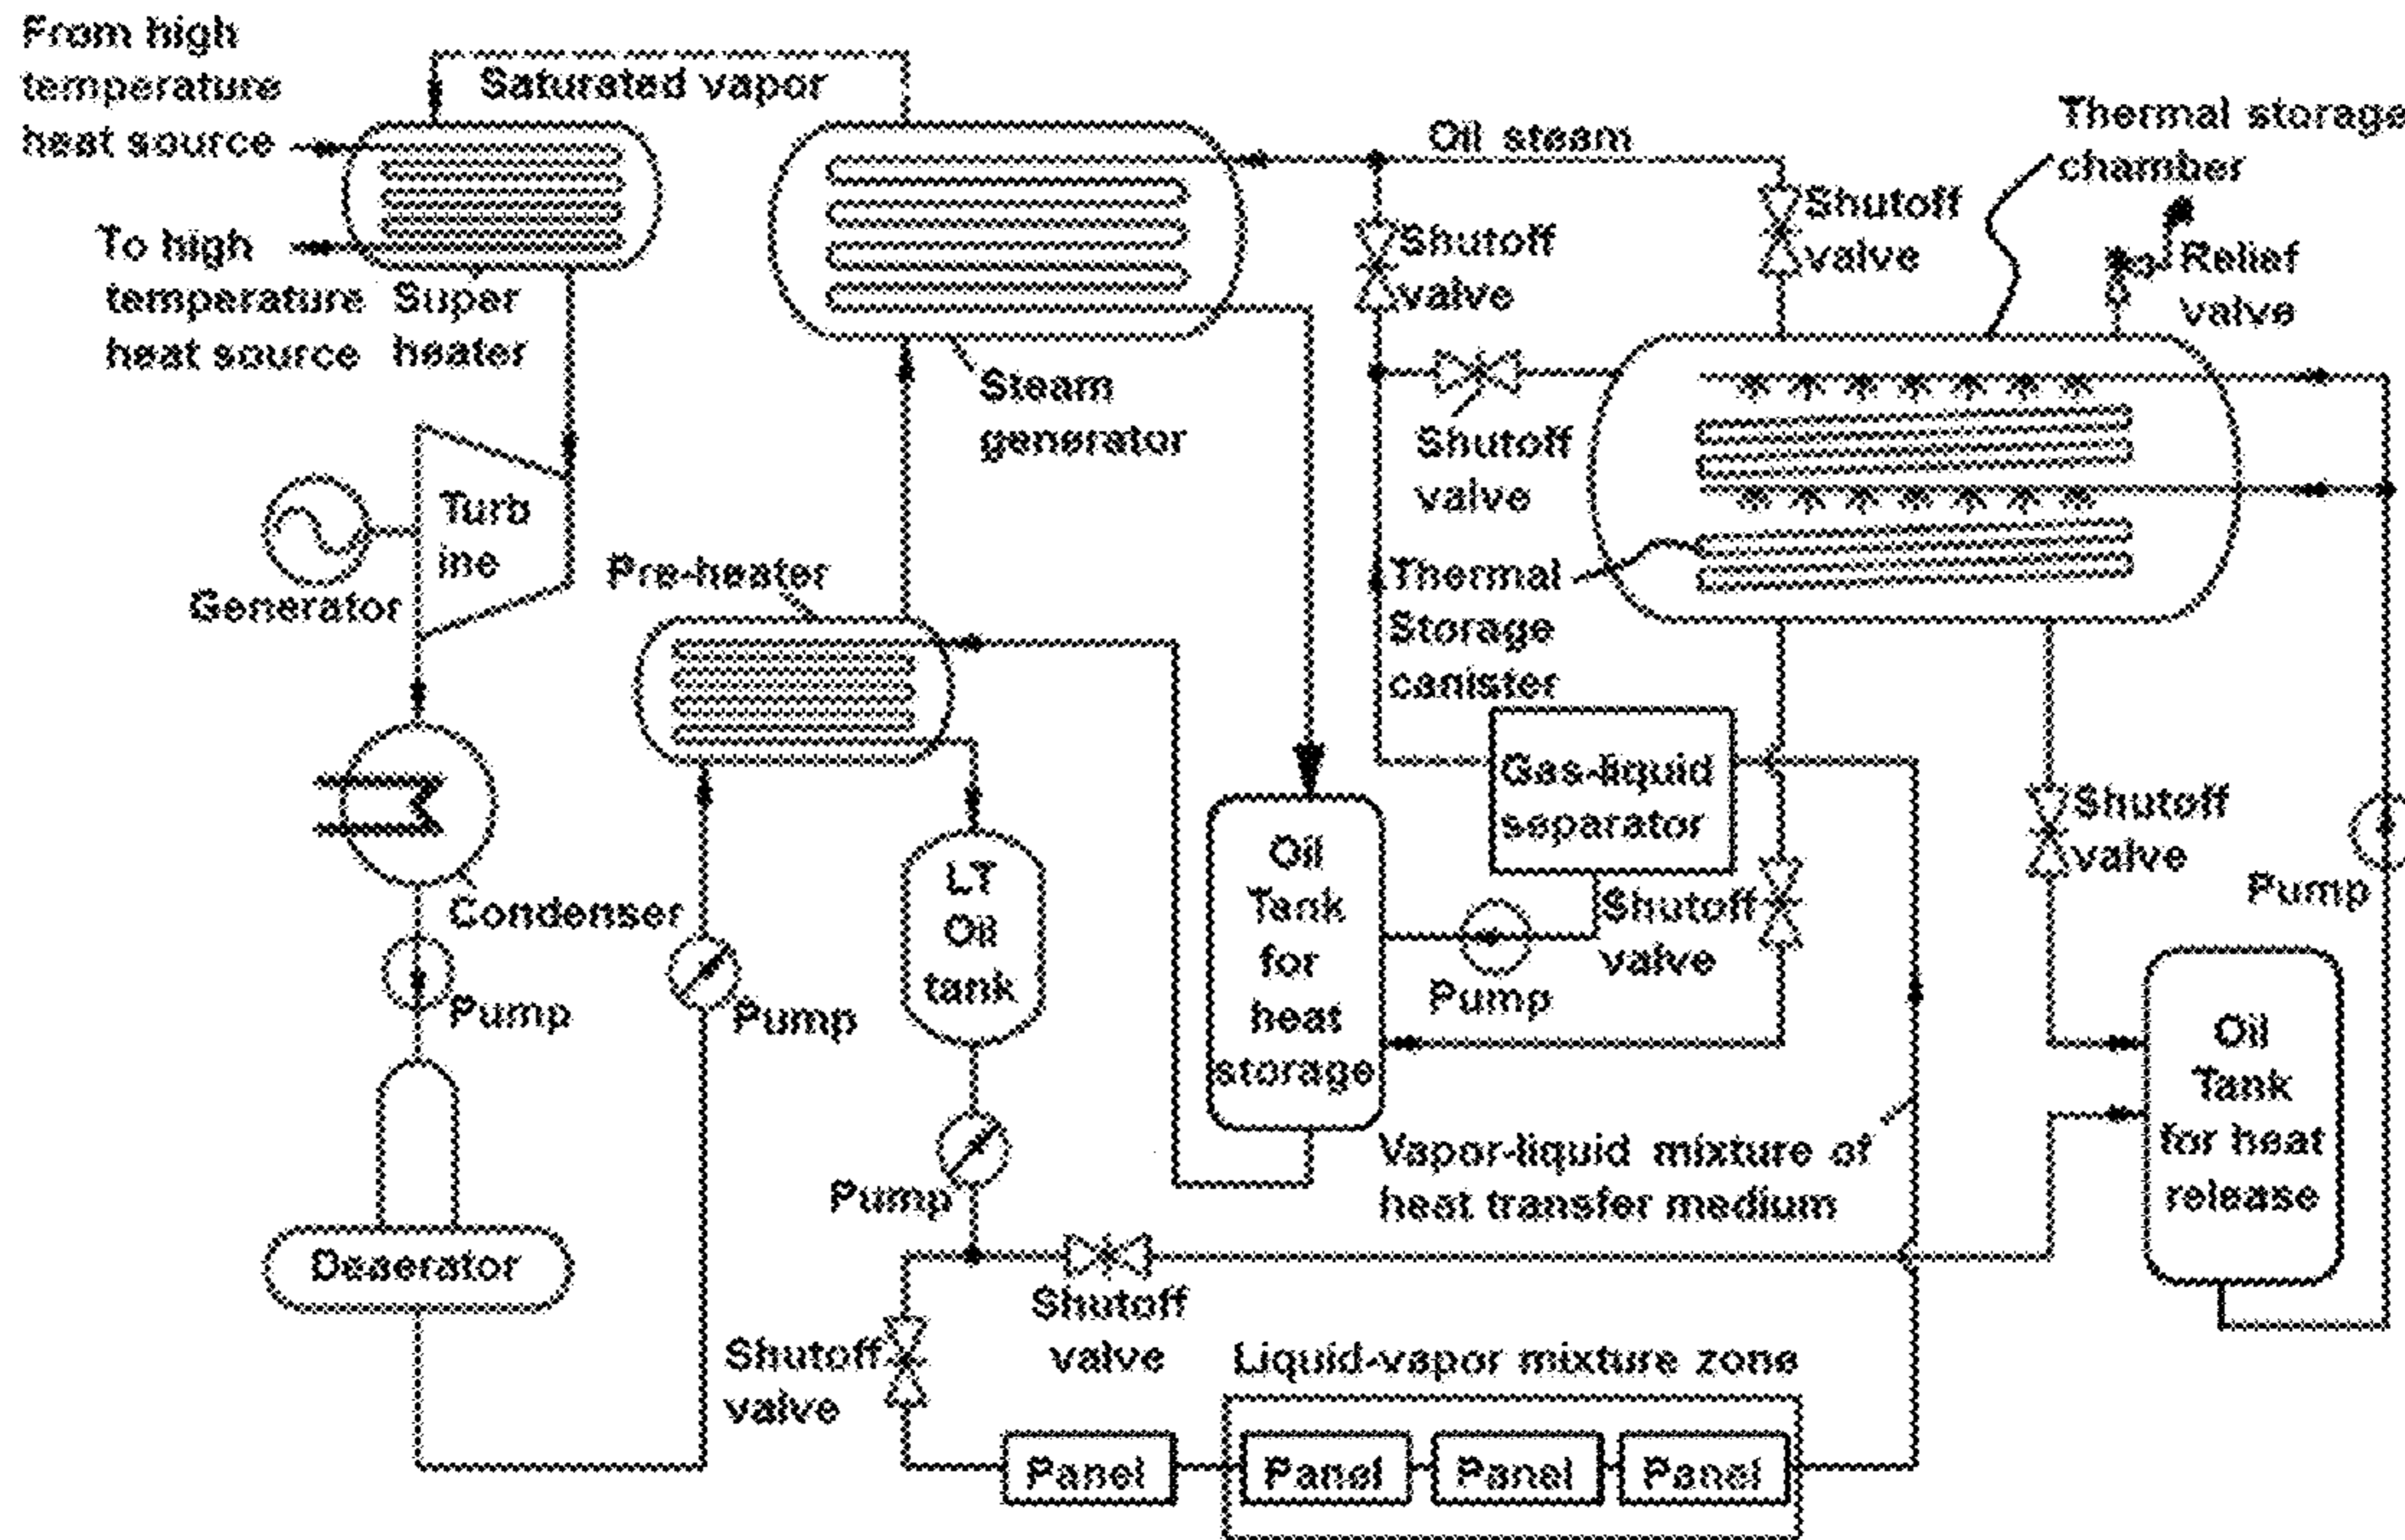 From high
temperature
heat source
Saturated vapor
To high
temperature
heat source
Super
heater
Oil steam
Thermal storage
chamber
Shutoff
valve
Shutoff
valve
Relief
valve
Steam
generator
Shutoff
valve
Turb
ine
Generator
Pre-heater
Thermal
Storage
canister
Gas-liquid
separator
Shutoff
valve
Pump
Condenser
Pump
Pump
LT
Oil
tank
Oil
Tank
for
heat
storage
Pump
Shutoff
valve
Oil
Tank
for heat
release
Vapor-liquid mixture of
heat transfer medium
Pump
Deaerator
Shutoff
valve
Shutoff
valve
Liquid-vapor mixture zone
Panel
Panel
Panel
Panel